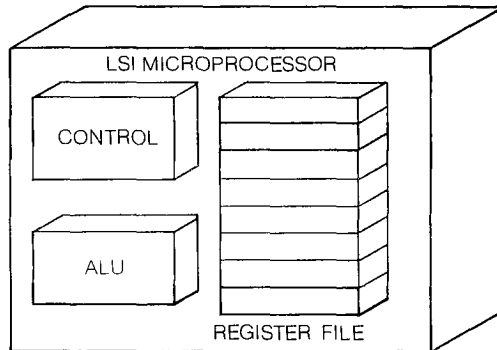 LSI MICROPROCESSOR
CONTROL
ALU
REGISTER FILE